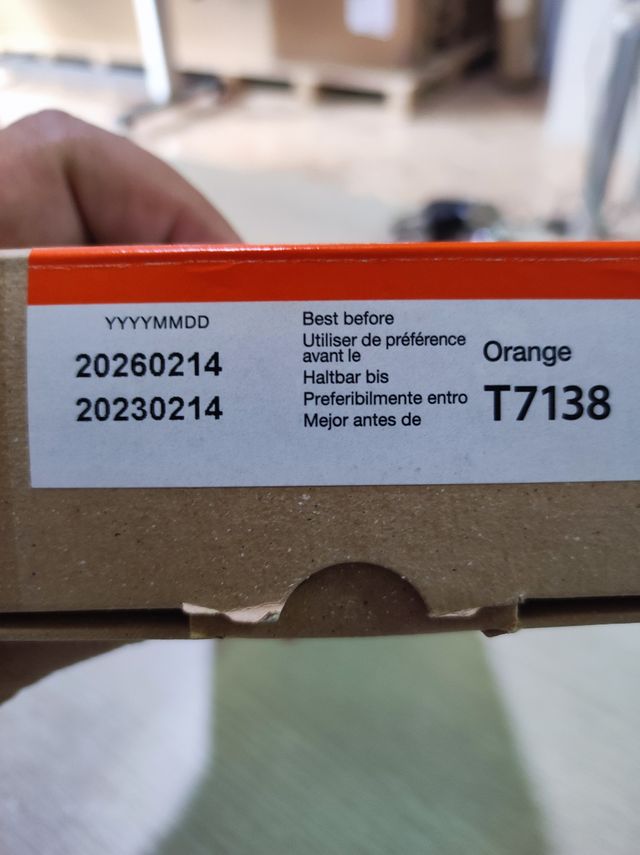 YYYYMMDD
20260214
20230214
Best before
Utiliser de préférence
avant le
Haltbar bis
Preferibilmente entro
Mejor antes de
Orange
T7138